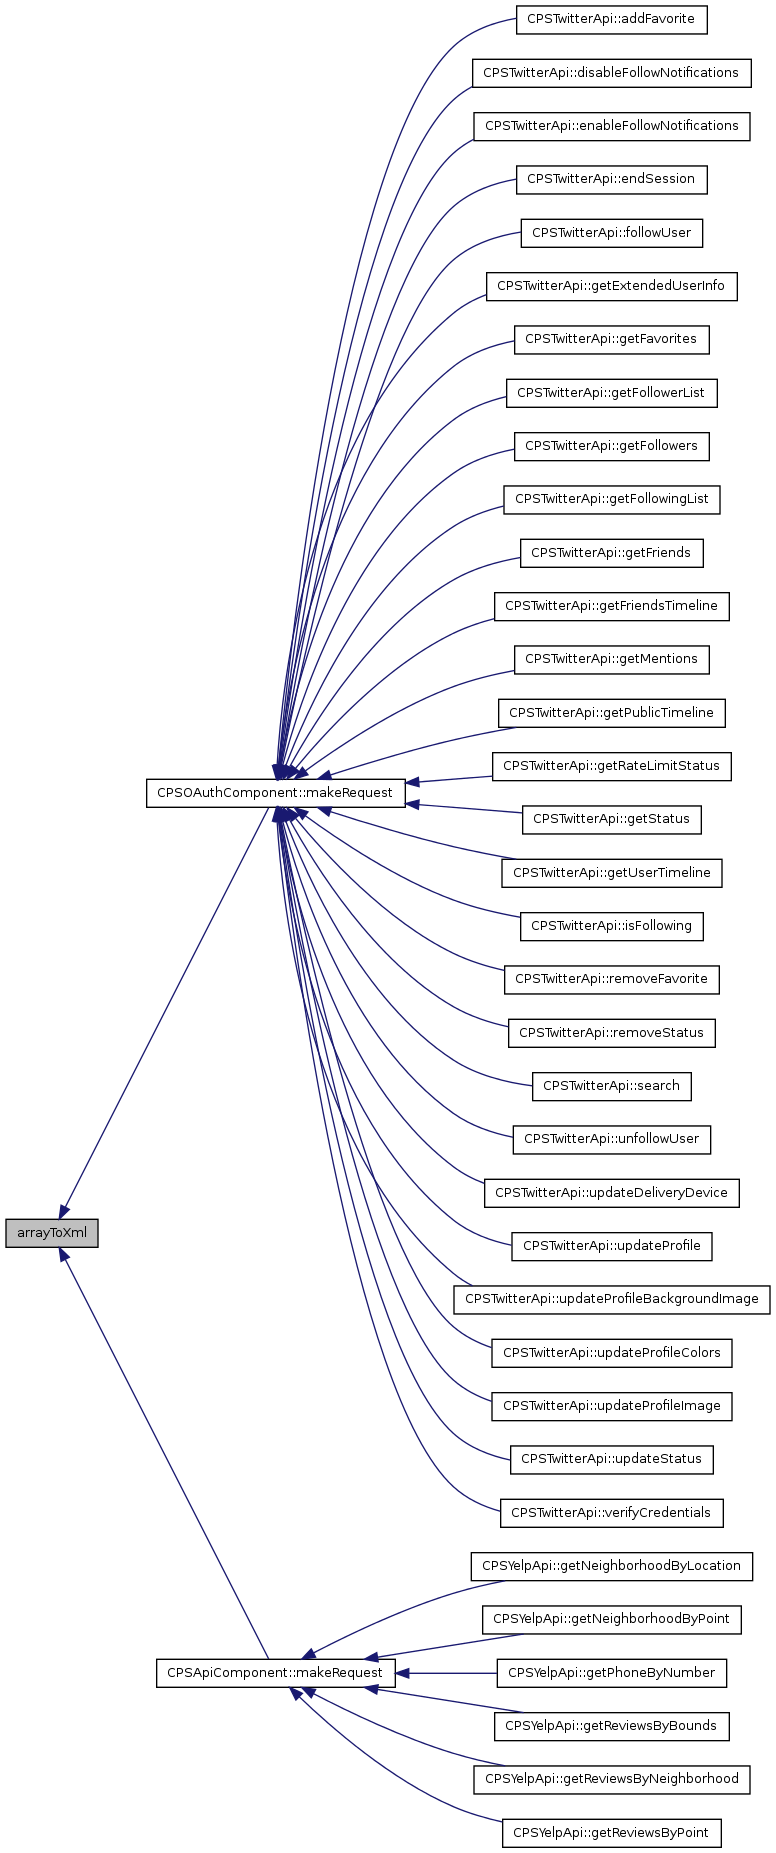 CPSTwitterApi::addFavorite
CPSTwitterApi::disableFollowNotifications
CPSTwitterApi::enableFollowNotifications
CPSTwitterApi::endSession
CPSTwitterApi::followUser
CPSTwitterApi::getExtendedUserInfo
CPSTwitterApi::getFavorites
CPSTwitterApi::getFollowerList
CPSTwitterApi::getFollowers
CPSTwitterApi::getFollowingList
CPSTwitterApi::getFriends
CPSTwitterApi::getFriendsTimeline
CPSTwitterApi::getMentions
CPSTwitterApi::getPublicTimeline
CPSTwitterApi::getRateLimitStatus
CPSOAuthComponent::makeRequest
CPSTwitterApi::getStatus
CPSTwitterApi::getUserTimeline
CPSTwitterApi::isFollowing
CPSTwitterApi::removeFavorite
CPSTwitterApi::removeStatus
CPSTwitterApi::search
CPSTwitterApi::unfollowUser
CPSTwitterApi::updateDeliveryDevice
arrayToXml
CPSTwitterApi::updateProfile
CPSTwitterApi::updateProfileBackgroundImage
CPSTwitterApi::updateProfileColors
CPSTwitterApi::updateProfileImage
CPSTwitterApi::updateStatus
CPSTwitterApi::verifyCredentials
CPSYelpApi::getNeighborhoodByLocation
CPSYelpApi::getNeighborhoodByPoint
CPSApiComponent::makeRequest
CPSYelpApi::getPhoneByNumber
CPSYelpApi::getReviewsByBounds
CPSYelpApi::getReviewsByNeighborhood
CPSYelpApi::getReviewsByPoint